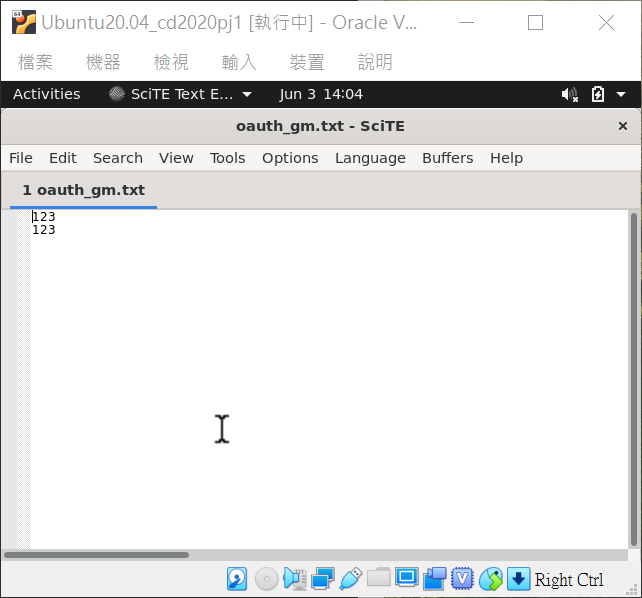 Ubuntu20.04_cd2020pj1 [執行中] - Oracle V...
檔案 機器 檢視 輸入 裝置 說明
Activities SciTE Text E... Jun 3 14:04
oauth_gm.txt - SciTE
File Edit Search View Tools Options Language Buffers Help
1 oauth_gm.txt
123
123
Right Ctrl